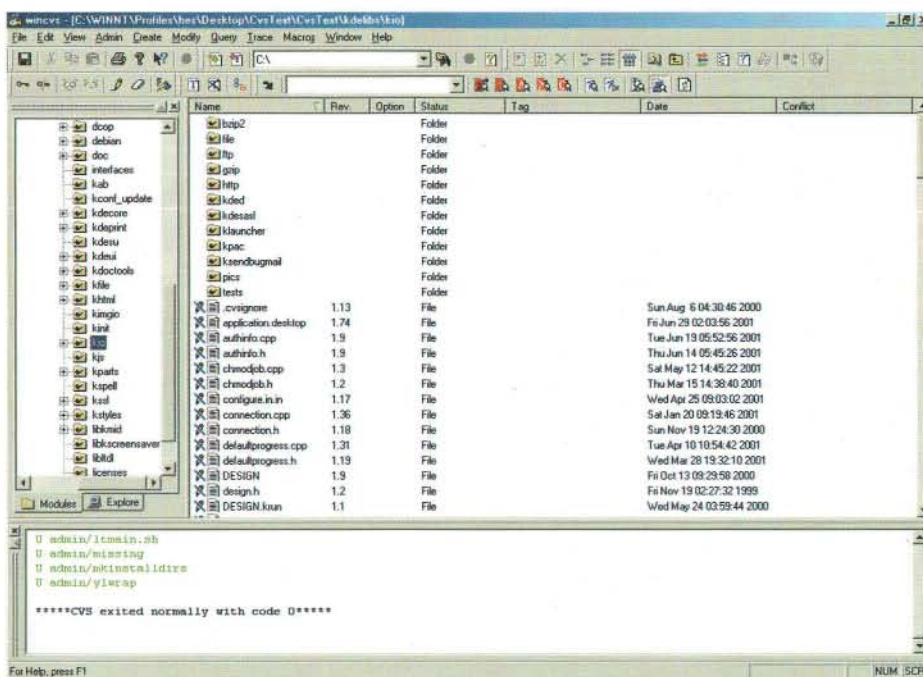 wincvs - [C:\WINNT\Profiles\hes\Desktop\CvsTest\CvsTest\kdelibs\kio]
File Edit View Admin Create Modify Query Trace Macros Window Help
C:\
Name Rev. Option Status Tag Date Conflict
dcop
debian
doc
interfaces
kab
kconf_update
kdecore
kdeprint
kdesu
kdeui
kdoctools
kfile
khtml
kimgio
kinit
kio
kjs
kparts
kspell
kssl
kstyles
libkmid
libkscreensaver
libltdl
licenses
Modules Explore
bzip2 Folder
file Folder
ftp Folder
gzip Folder
http Folder
kded Folder
kdesasl Folder
klauncher Folder
kpac Folder
ksendbugmail Folder
pics Folder
tests Folder
.cvsignore 1.13 File Sun Aug 6 04:30:46 2000
application.desktop 1.74 File Fri Jun 29 02:03:56 2001
authinfo.cpp 1.9 File Tue Jun 19 05:52:56 2001
authinfo.h 1.9 File Thu Jun 14 05:45:26 2001
chmodjob.cpp 1.3 File Sat May 12 14:45:22 2001
chmodjob.h 1.2 File Thu Mar 15 14:38:40 2001
configure.in.in 1.17 File Wed Apr 25 09:03:02 2001
connection.cpp 1.36 File Sat Jan 20 09:19:46 2001
connection.h 1.18 File Sun Nov 19 12:24:30 2000
defaultprogress.cpp 1.31 File Tue Apr 10 10:54:42 2001
defaultprogress.h 1.19 File Wed Mar 28 19:32:10 2001
DESIGN 1.9 File Fri Oct 13 09:29:58 2000
design.h 1.2 File Fri Nov 19 02:27:32 1999
DESIGN.krun 1.1 File Wed May 24 03:59:44 2000
U admin/ltmain.sh
U admin/missing
U admin/mkinstalldirs
U admin/ylwrap
*****CVS exited normally with code 0*****
For Help, press F1
NUM SCR